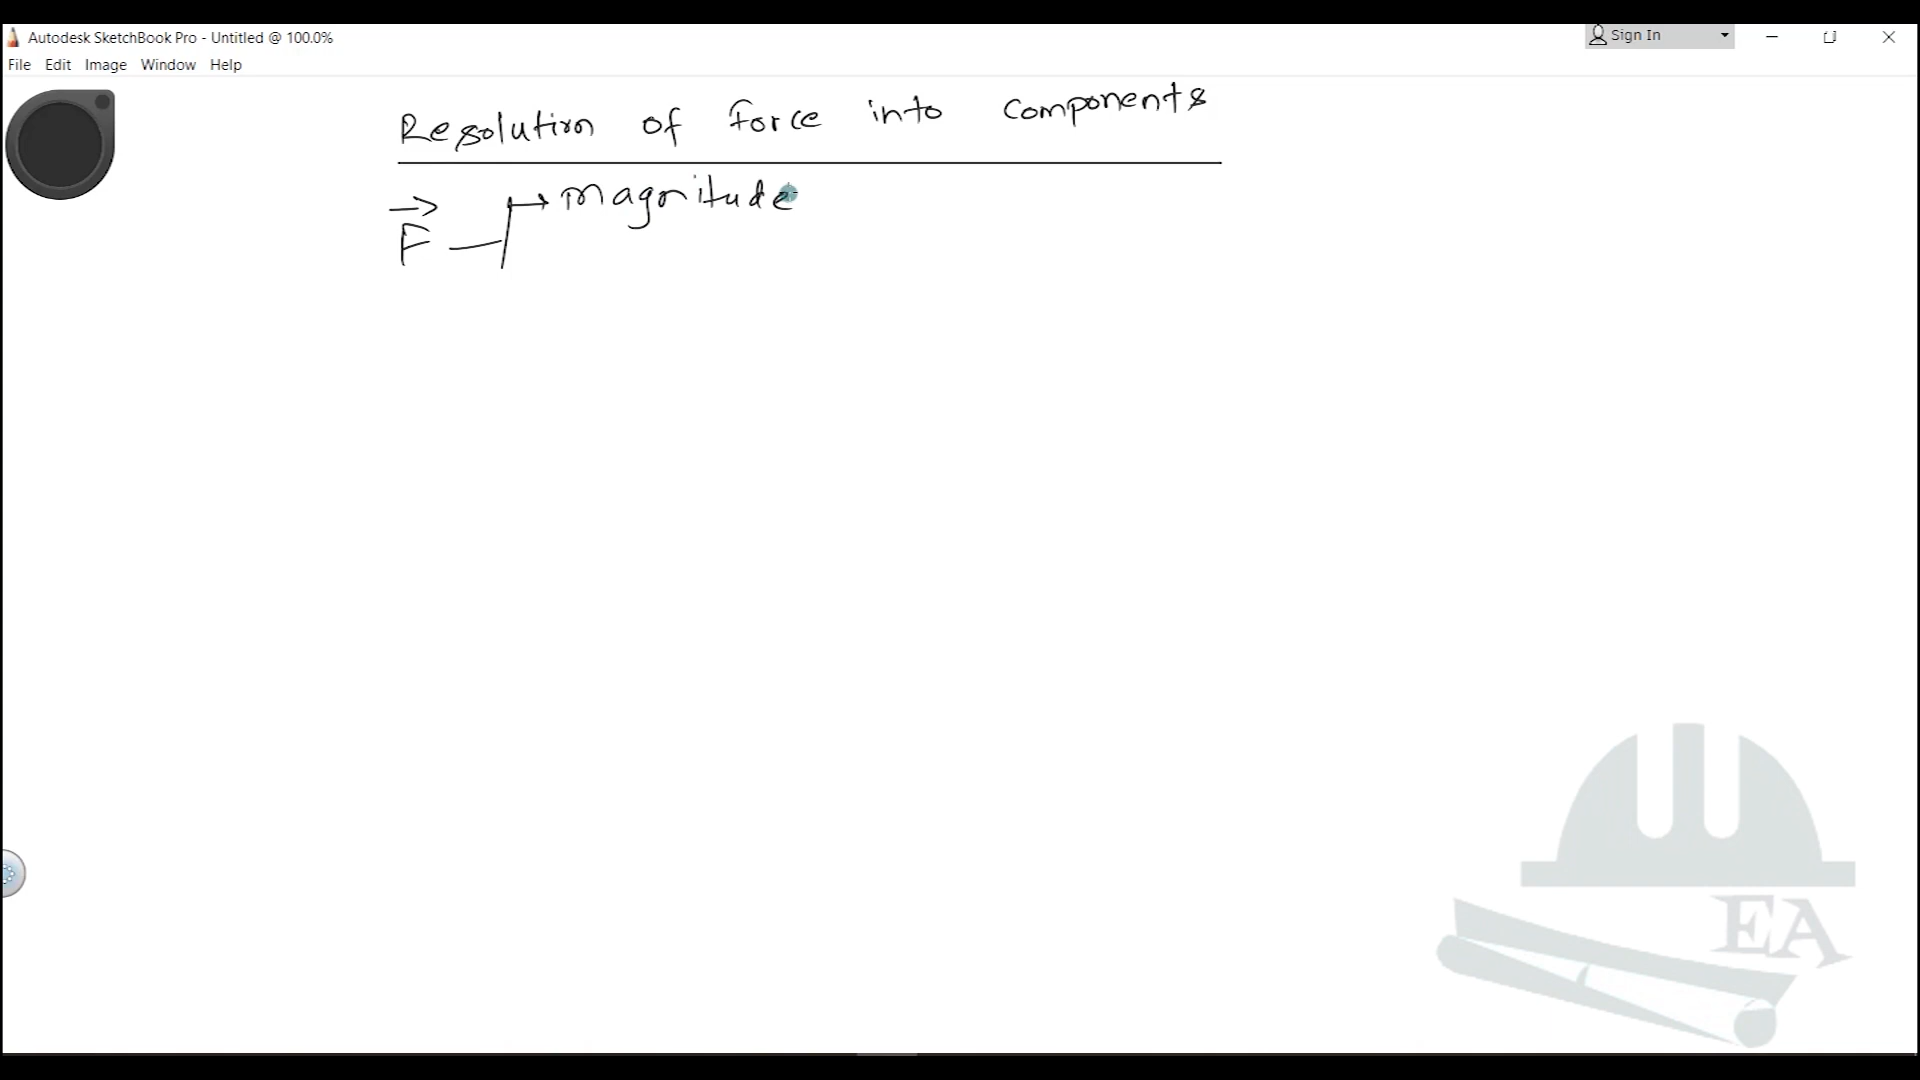 Autodesk SketchBook Pro - Untitled @ 100.0%
Sign In
File Edit Image Window Help
Resolution of force into components
→ magnitude
F
EA